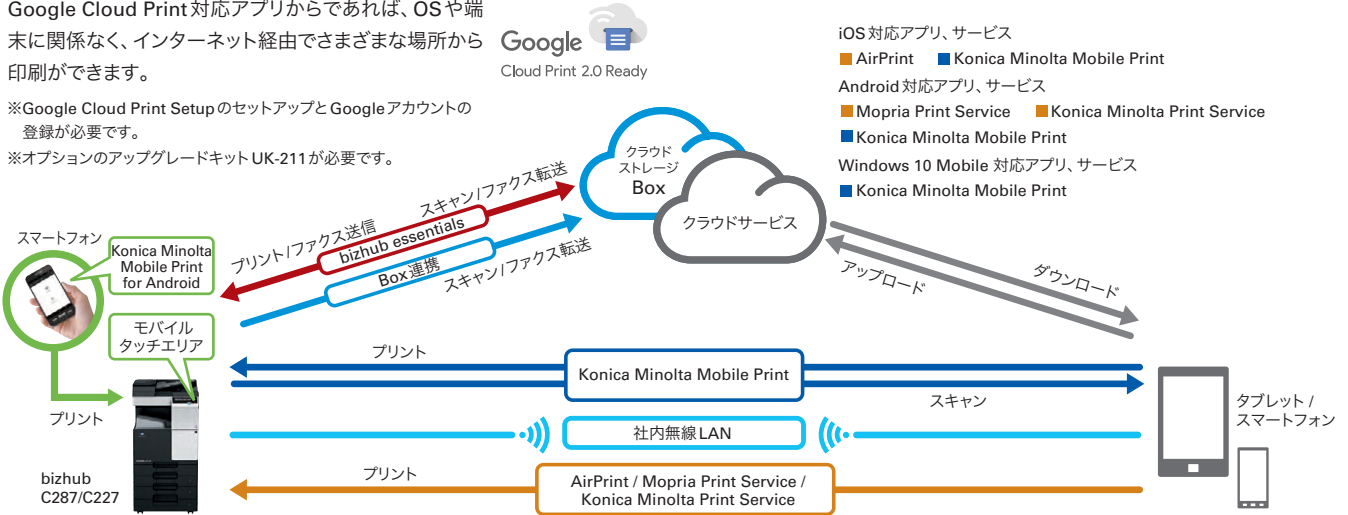 Google Cloud Print対応アプリからであれば、OSや端
末に関係なく、インターネット経由でさまざまな場所から
印刷ができます。
※Google Cloud Print SetupのセットアップとGoogleアカウントの
登録が必要です。
※オプションのアップグレードキットUK-211が必要です。
Google
Cloud Print 2.0 Ready
iOS対応アプリ、サービス
AirPrint Konica Minolta Mobile Print
Android対応アプリ、サービス
Mopria Print Service Konica Minolta Print Service
Konica Minolta Mobile Print
Windows 10 Mobile 対応アプリ、サービス
Konica Minolta Mobile Print
クラウド
ストレージ
Box
クラウドサービス
スキャン/ファクス転送
プリント/ファクス送信
bizhub essentials
Box連携
スキャン/ファクス転送
ダウンロード
アップロード
スマートフォン
Konica Minolta
Mobile Print
for Android
モバイル
タッチエリア
プリント
bizhub
C287/C227
プリント
Konica Minolta Mobile Print
スキャン
社内無線LAN
プリント
AirPrint / Mopria Print Service /
Konica Minolta Print Service
タブレット /
スマートフォン